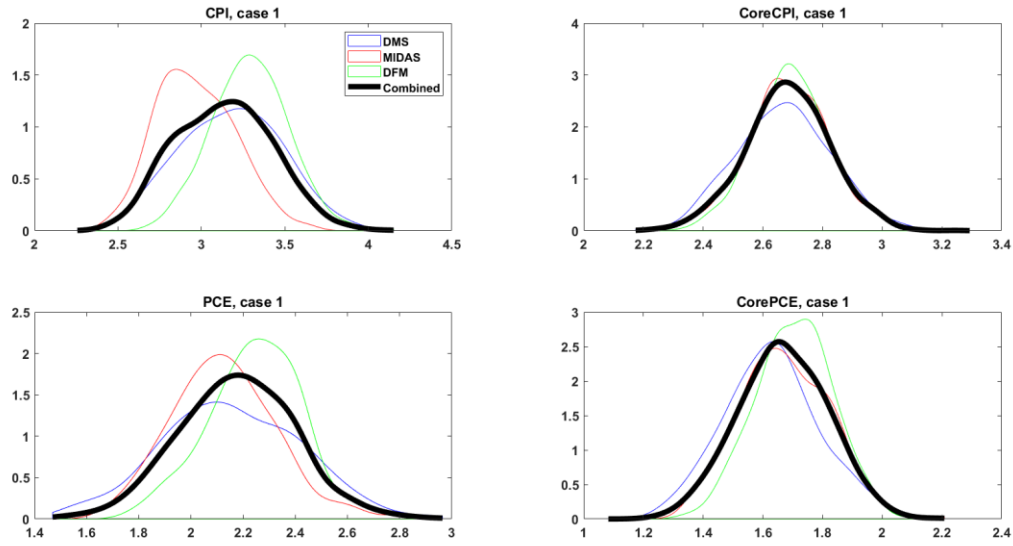 CPI, case 1
2
1.5
1
0.5
0
2 2.5 3 3.5 4 4.5
DMS
MIDAS
DFM
Combined
CoreCPI, case 1
4
3
2
1
0
2 2.2 2.4 2.6 2.8 3 3.2 3.4
PCE, case 1
2.5
2
1.5
1
0.5
0
1.4 1.6 1.8 2 2.2 2.4 2.6 2.8 3
CorePCE, case 1
3
2.5
2
1.5
1
0.5
0
1 1.2 1.4 1.6 1.8 2 2.2 2.4